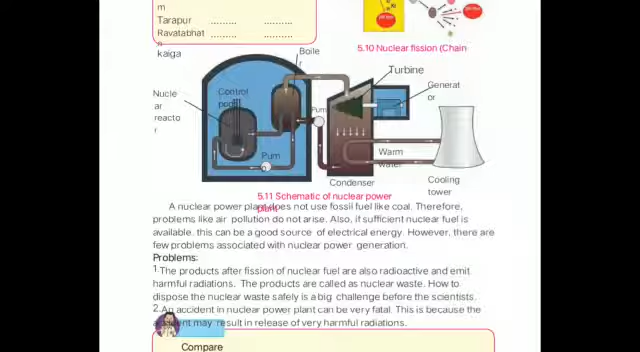 m
Tarapur ......... .........
Ravatabhat ......... .........
kaiga
5.10 Nuclear fission (Chain
Boile
r
Turbine
Control
Generat
or
Nucle
ar
reacto
r
Pum
Pum
Warm
water
Condenser
Cooling
tower
5.11 Schematic of nuclear power
plant
A nuclear power plant does not use fossil fuel like coal. Therefore,
problems like air pollution do not arise. Also, if sufficient nuclear fuel is
available, this can be a good source of electrical energy. However, there are
few problems associated with nuclear power generation.
Problems:
1.The products after fission of nuclear fuel are also radioactive and emit
harmful radiations. The products are called as nuclear waste. How to
dispose the nuclear waste safely is a big challenge before the scientists.
2.An accident in nuclear power plant can be very fatal. This is because the
accident may result in release of very harmful radiations.
Compare